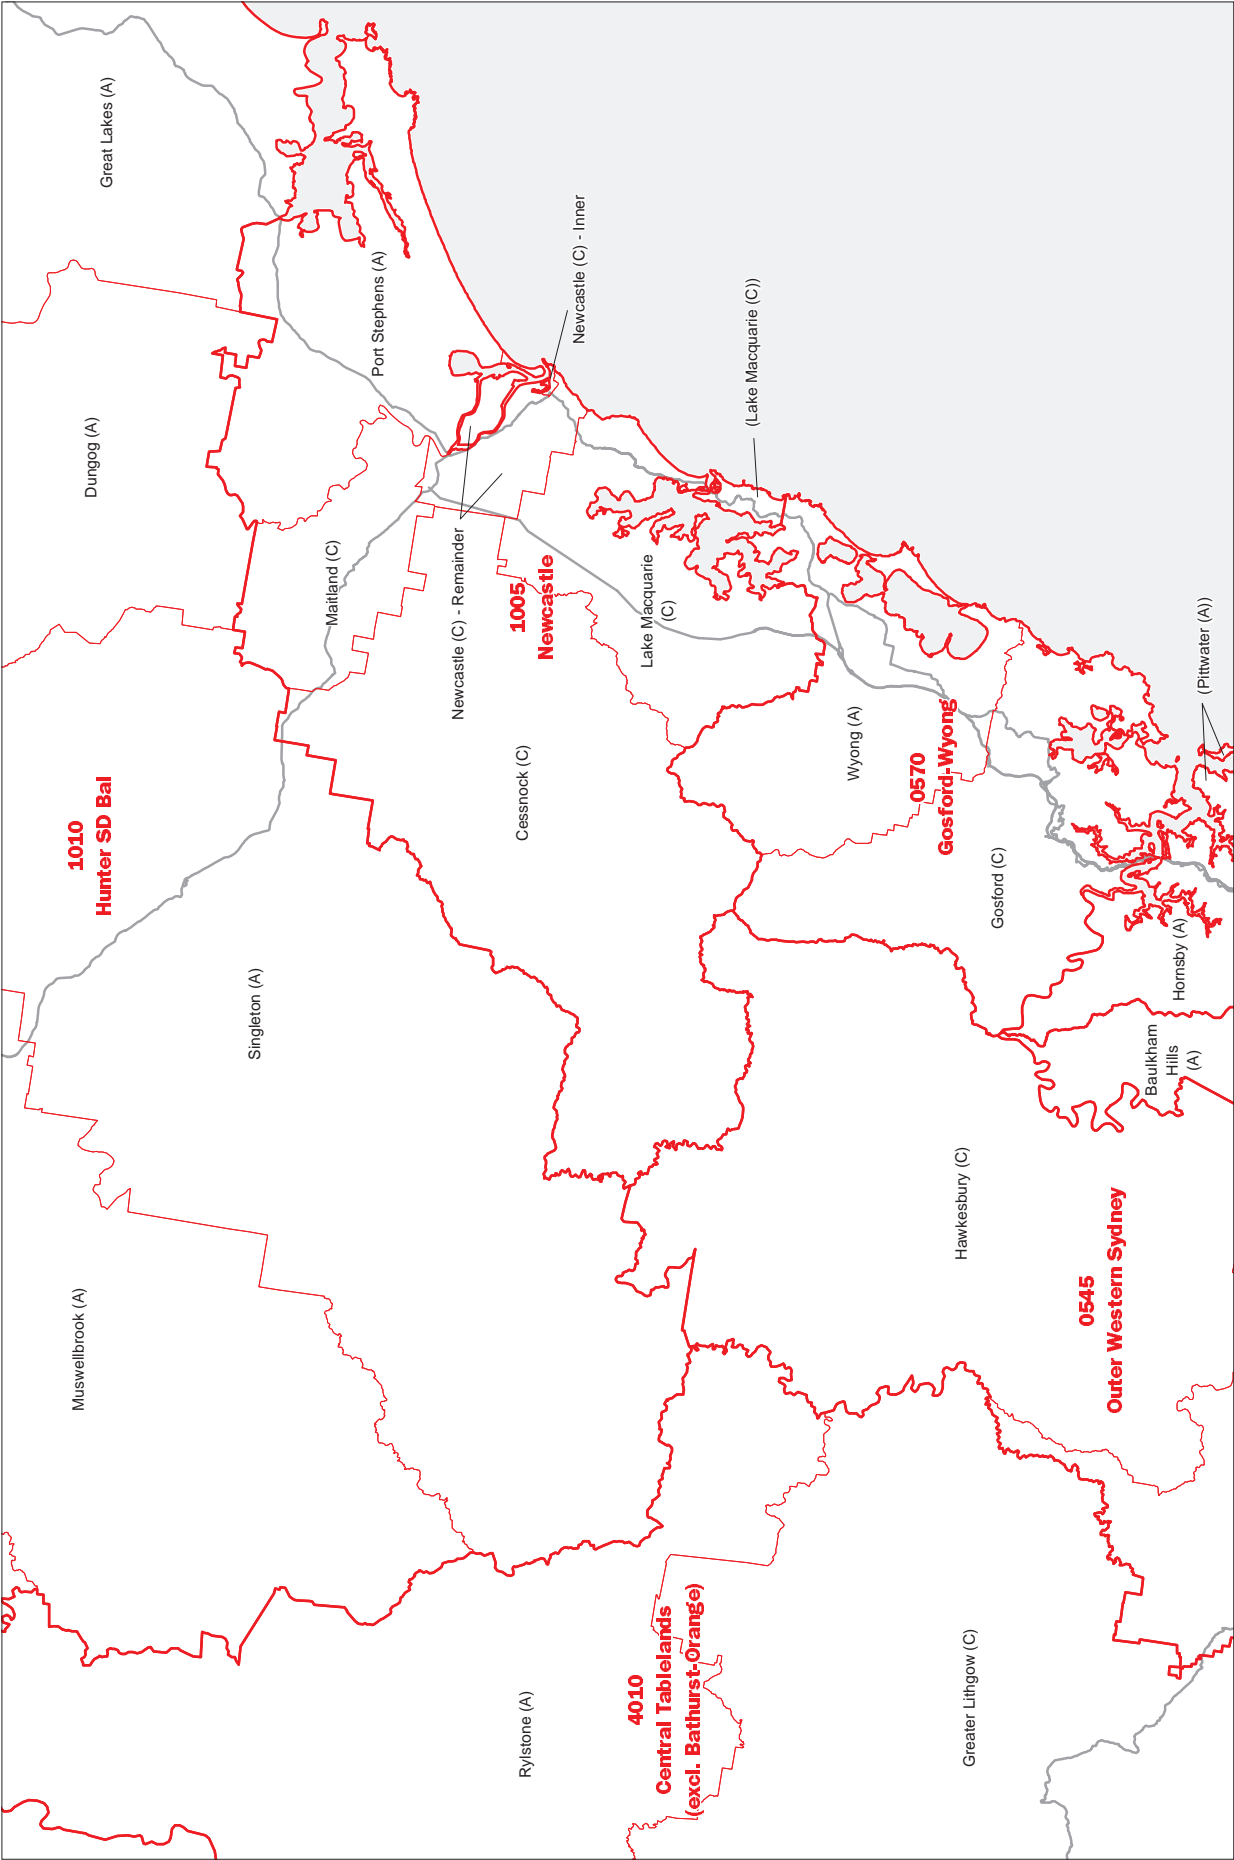 Great Lakes (A)
Dungog (A)
Port Stephens (A)
Newcastle (C) - Inner
(Lake Macquarie (C))
Maitland (C)
Newcastle (C) - Remainder
1005
Newcastle
Lake Macquarie
(C)
(Pittwater (A))
1010
Hunter SD Bal
Cessnock (C)
Wyong (A)
0570
Gosford-Wyong
Gosford (C)
Hornsby (A)
Singleton (A)
Baulkham
Hills
(A)
Hawkesbury (C)
0545
Outer Western Sydney
Muswellbrook (A)
Rylstone (A)
4010
Central Tablelands
(excl. Bathurst-Orange)
Greater Lithgow (C)